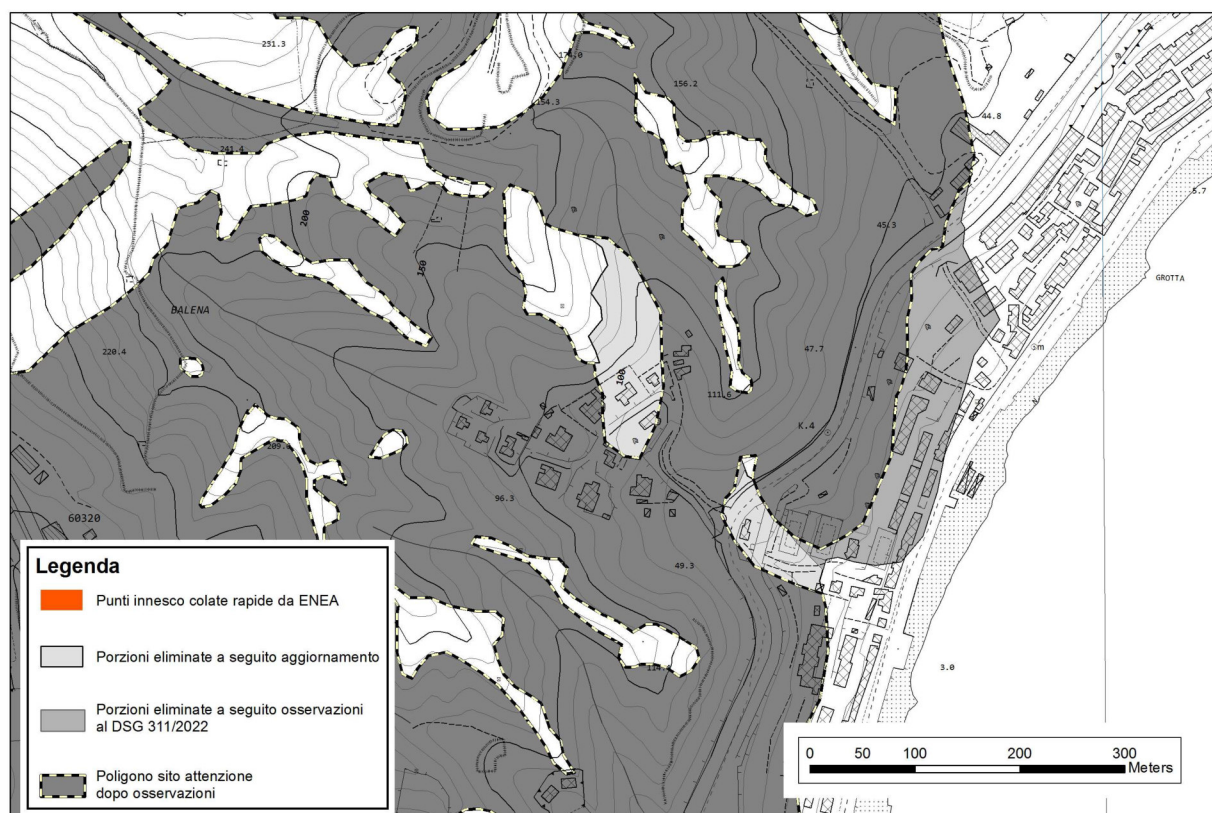 231.3
154.3
156.2
44.8
241.4
5.7
200
45.3
150
GROTTA
BALENA
3m
220.4
47.7
100
111.6
K.4
96.3
60320
49.3
3.0
Legenda
Punti innesco colate rapide da ENEA
Porzioni eliminate a seguito aggiornamento
Porzioni eliminate a seguito osservazioni
al DSG 311/2022
Poligono sito attenzione
dopo osservazioni
0 50 100 200 300
Meters